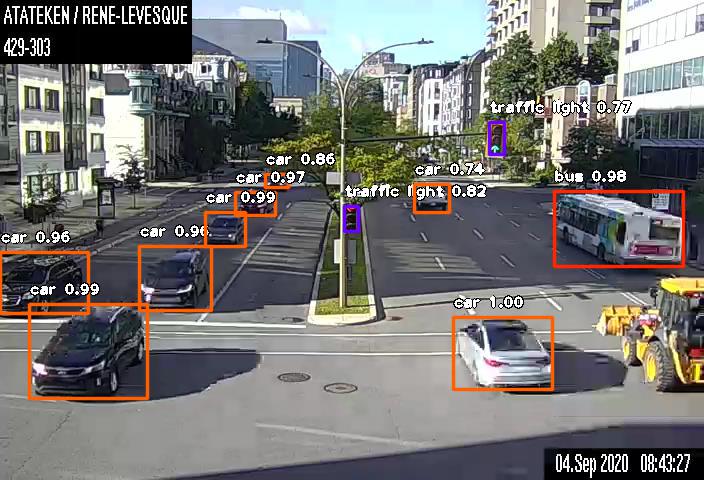 ATATEKEN / RENE-LEVESQUE
429-303
traffic light 0.77
car 0.86
car 0.74
car 0.97
bus 0.98
traffic light 0.82
car 0.99
car 0.96
car 0.96
car 0.99
car 1.00
04.Sep 2020 08:43:27